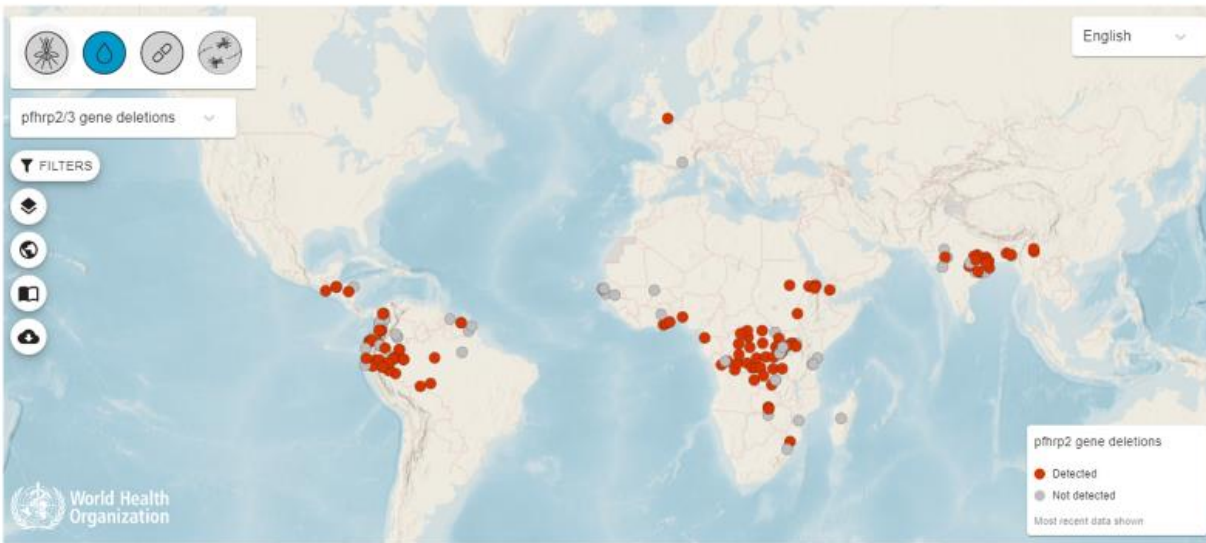 English
pfhrp2/3 gene deletions
FILTERS
World Health
Organization
pfhrp2 gene deletions
Detected
Not detected
Most recent data shown